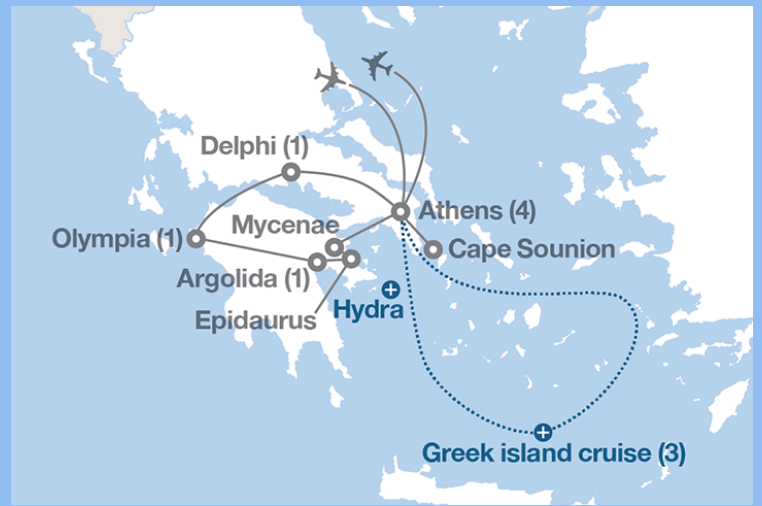 Delphi (1)
Athens (4)
Mycenae
Olympia (1)
Cape Sounion
Argolida (1)
Hydra
Epidaurus
Greek island cruise (3)